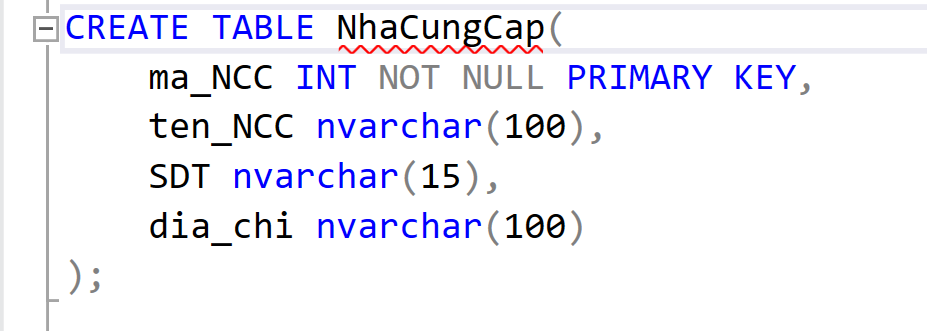 CREATE TABLE NhaCungCap(
ma_NCC INT NOT NULL PRIMARY KEY,
ten_NCC nvarchar(100),
SDT nvarchar(15),
dia_chi nvarchar(100)
);